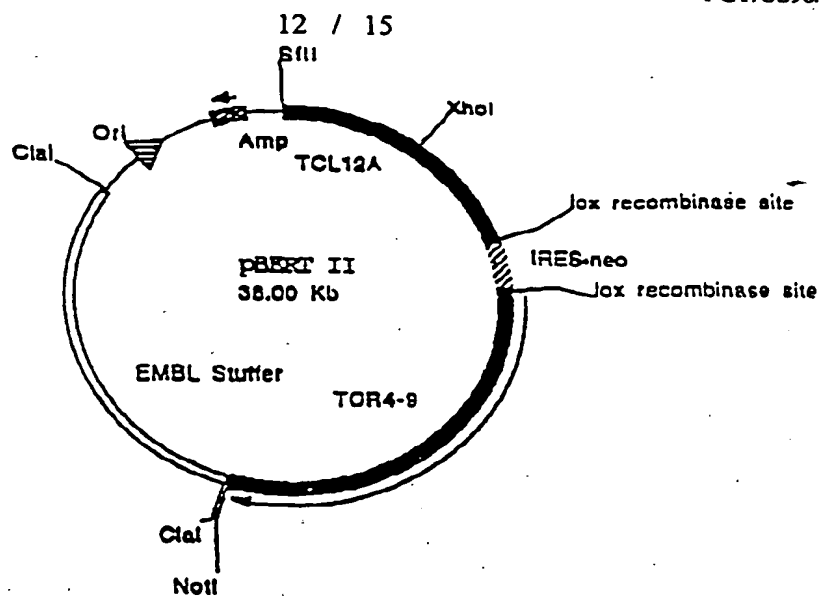 12 / 15
SfiI
XhoI
Ori
Amp
ClaI
TCL12A
lox recombinase site
IRES-neo
pBERT II
38.00 Kb
lox recombinase site
EMBL Stuffer
TOR4-9
ClaI
NotI